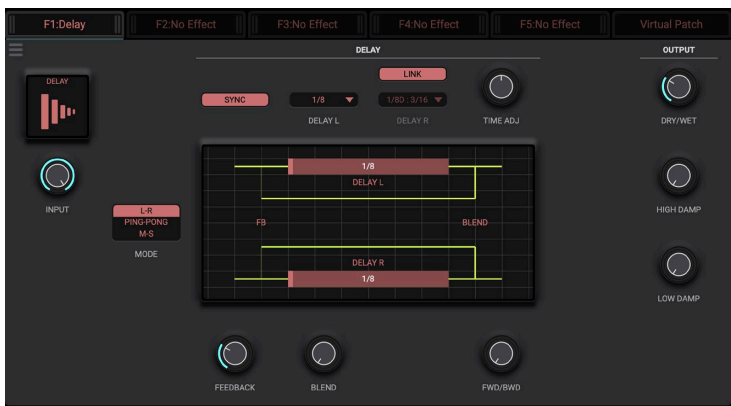 F1:Delay
F2:No Effect
F3:No Effect
F4:No Effect
F5:No Effect
Virtual Patch
DELAY
OUTPUT
DELAY
LINK
SYNC
1/8
1/8D : 3/16
DELAY L
DELAY R
TIME ADJ
DRY/WET
INPUT
L-R
PING-PONG
M-S
MODE
1/8
DELAY L
FB
BLEND
DELAY R
1/8
HIGH DAMP
LOW DAMP
FEEDBACK
BLEND
FWD/BWD